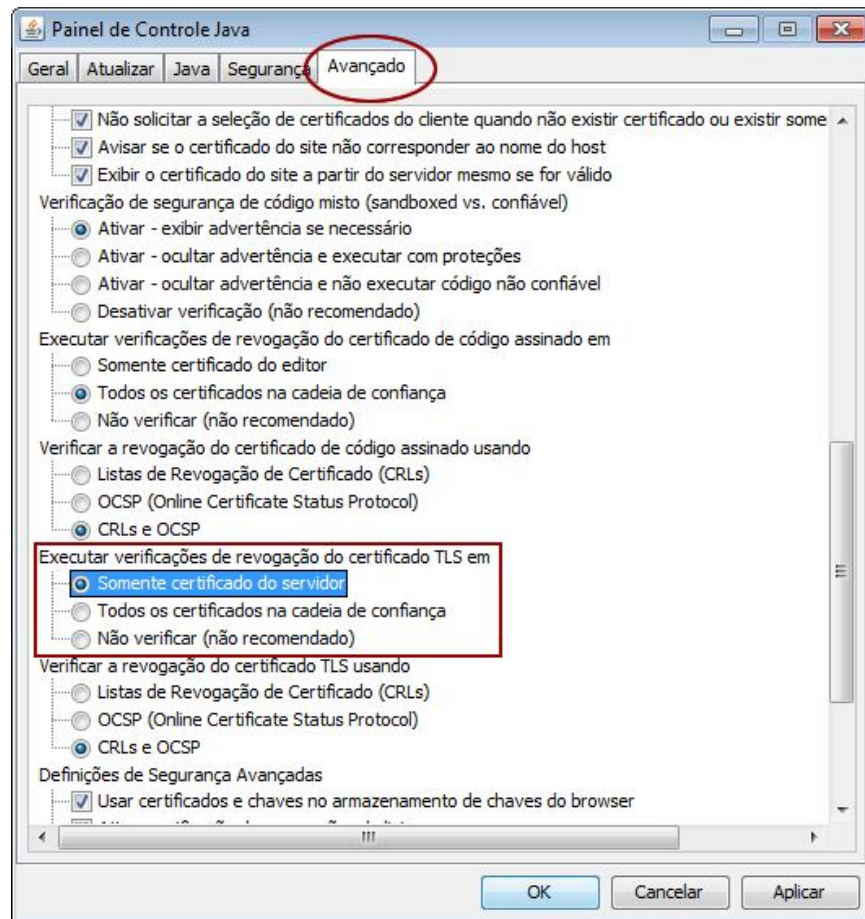 Painel de Controle Java
Geral Atualizar Java Segurança Avançado
Não solicitar a seleção de certificados do cliente quando não existir certificado ou existir some
Avisar se o certificado do site não corresponder ao nome do host
Exibir o certificado do site a partir do servidor mesmo se for válido
Verificação de segurança de código misto (sandboxed vs. confiável)
Ativar - exibir advertência se necessário
Ativar - ocultar advertência e executar com proteções
Ativar - ocultar advertência e não executar código não confiável
Desativar verificação (não recomendado)
Executar verificações de revogação do certificado de código assinado em
Somente certificado do editor
Todos os certificados na cadeia de confiança
Não verificar (não recomendado)
Verificar a revogação do certificado de código assinado usando
Listas de Revogação de Certificado (CRLs)
OCSP (Online Certificate Status Protocol)
CRLs e OCSP
Executar verificações de revogação do certificado TLS em
Somente certificado do servidor
Todos os certificados na cadeia de confiança
Não verificar (não recomendado)
Verificar a revogação do certificado TLS usando
Listas de Revogação de Certificado (CRLs)
OCSP (Online Certificate Status Protocol)
CRLs e OCSP
Definições de Segurança Avançadas
Usar certificados e chaves no armazenamento de chaves do browser
OK Cancelar Aplicar